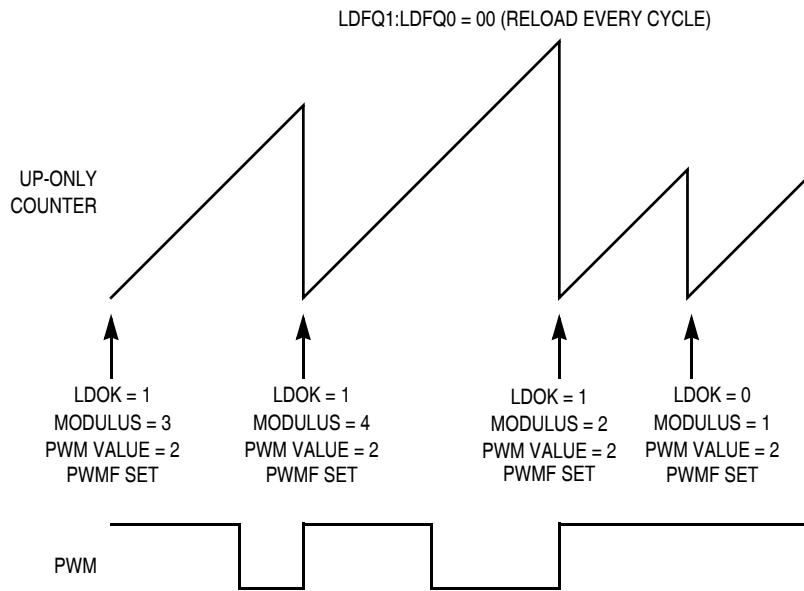 LDFQ1:LDFQ0 = 00 (RELOAD EVERY CYCLE)
UP-ONLY
COUNTER
LDOK = 1
MODULUS = 3
PWM VALUE = 2
PWMF SET
LDOK = 1
MODULUS = 4
PWM VALUE = 2
PWMF SET
LDOK = 1
MODULUS = 2
PWM VALUE = 2
PWMF SET
LDOK = 0
MODULUS = 1
PWM VALUE = 2
PWMF SET
PWM